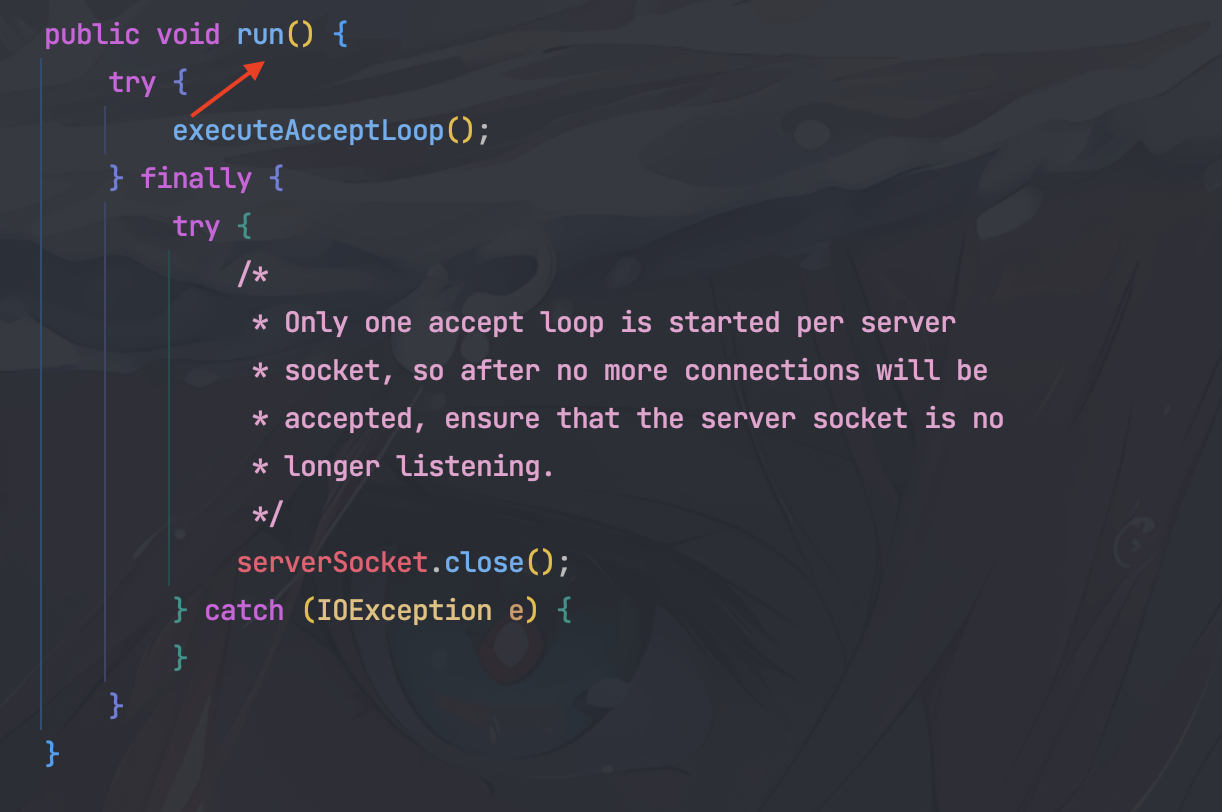 public void run() {
try {
executeAcceptLoop();
} finally {
try {
/*
* Only one accept loop is started per server
* socket, so after no more connections will be
* accepted, ensure that the server socket is no
* longer listening.
*/
serverSocket.close();
} catch (IOException e) {
}
}
}